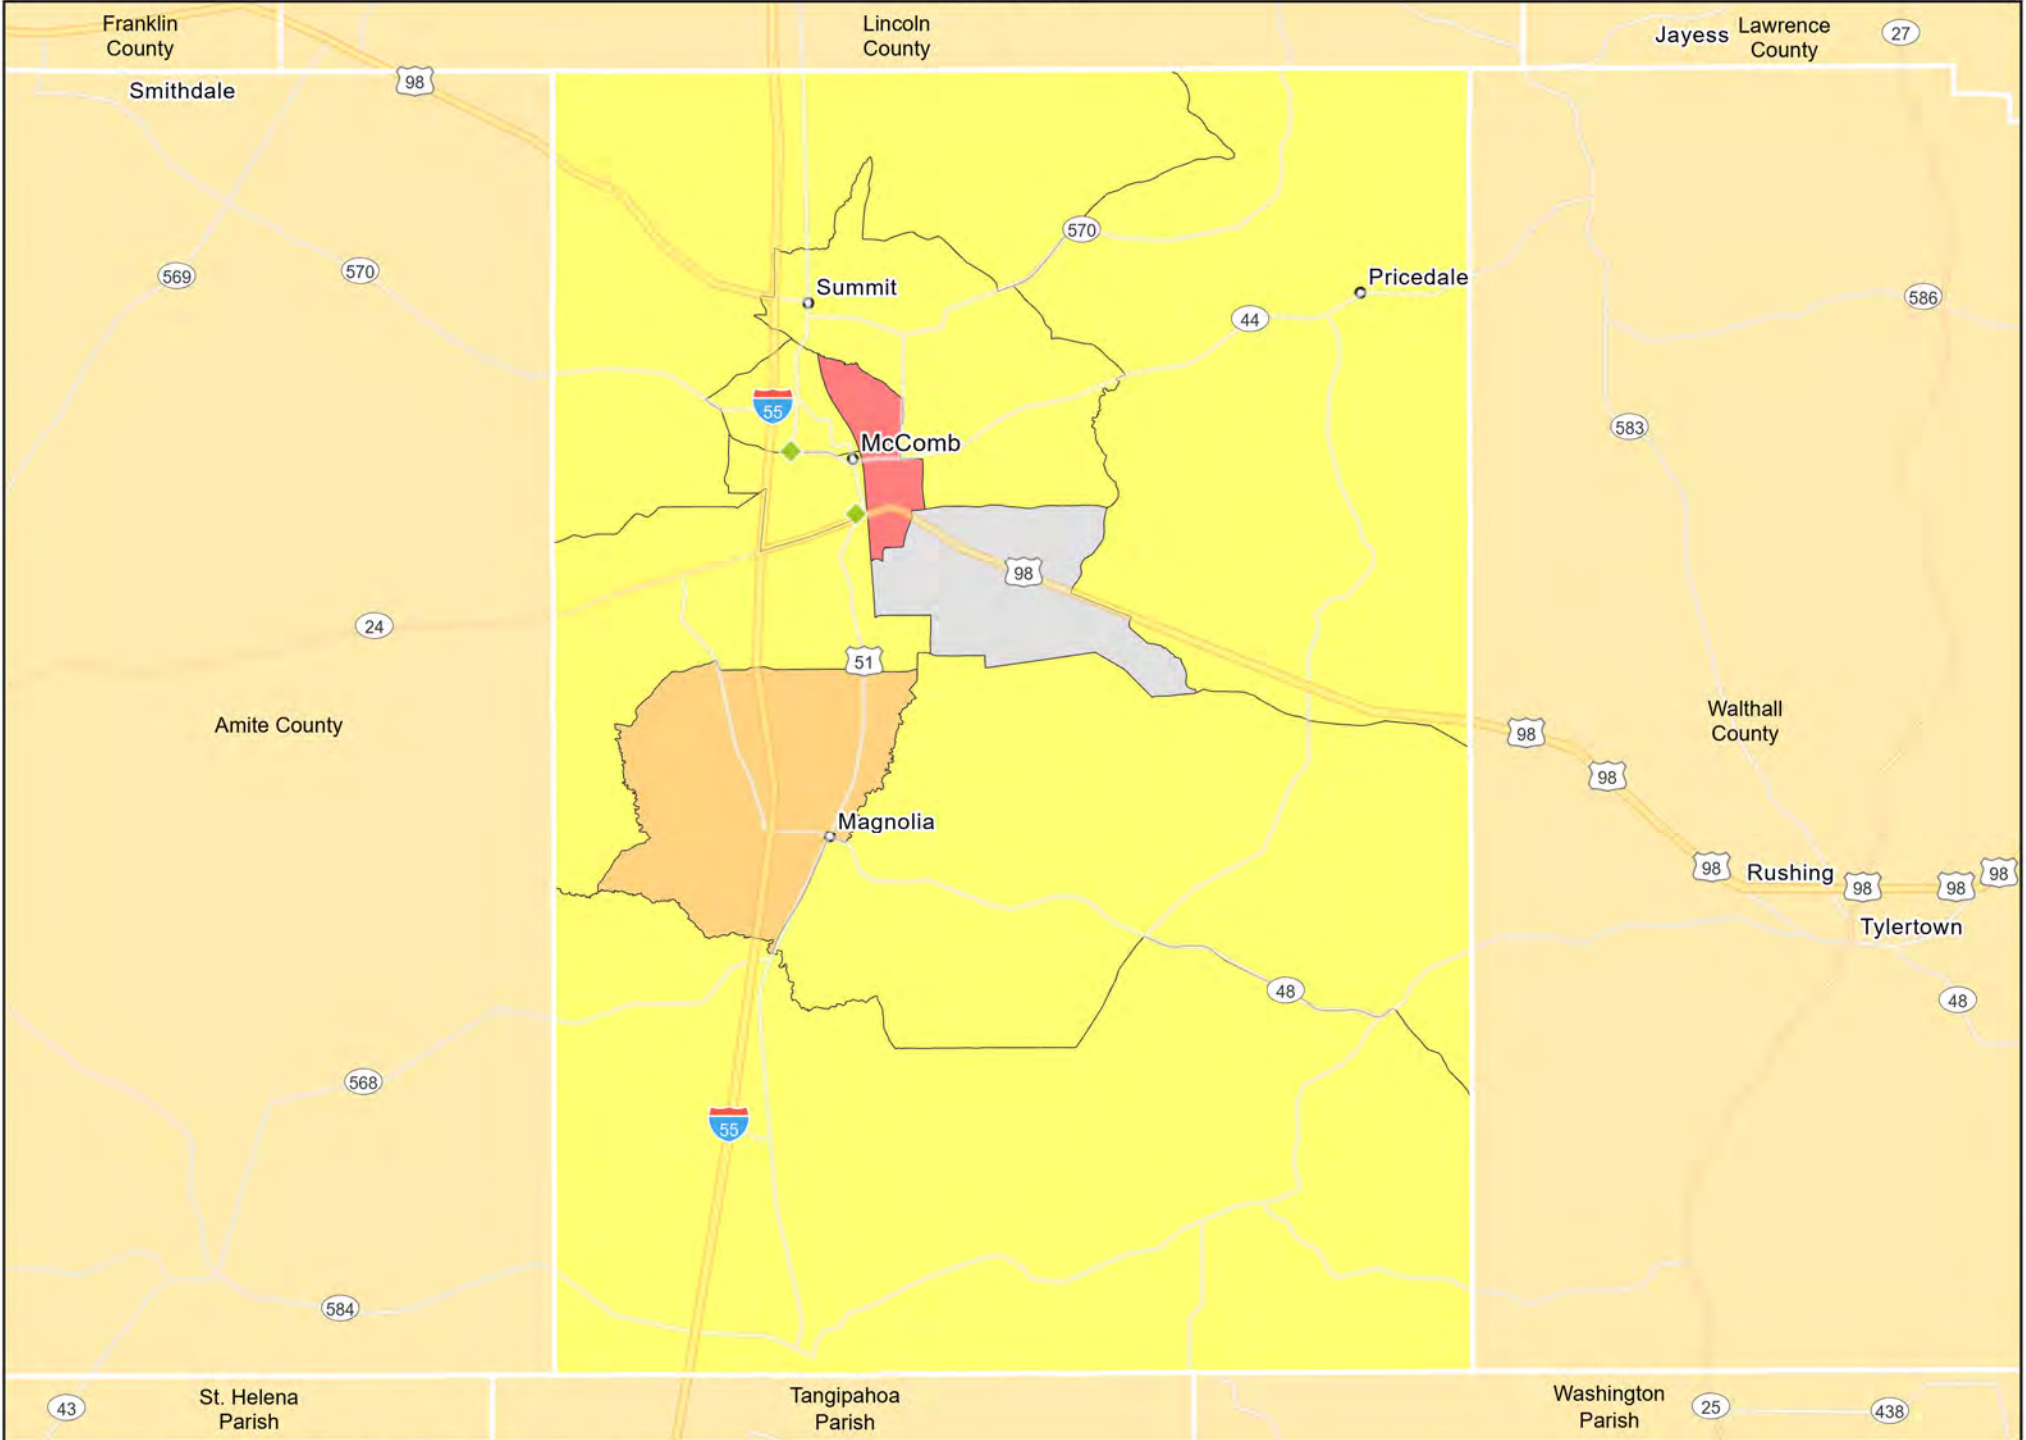 Franklin
County
Lincoln
County
Jayess
Lawrence
County
27
98
Smithdale
570
569
570
Summit
Pricedale
44
586
55
McComb
583
98
24
51
Amite County
Walthall
County
98
98
Magnolia
98
Rushing
98
98
98
Tylertown
48
48
568
55
584
43
St. Helena
Parish
Tangipahoa
Parish
Washington
Parish
25
438